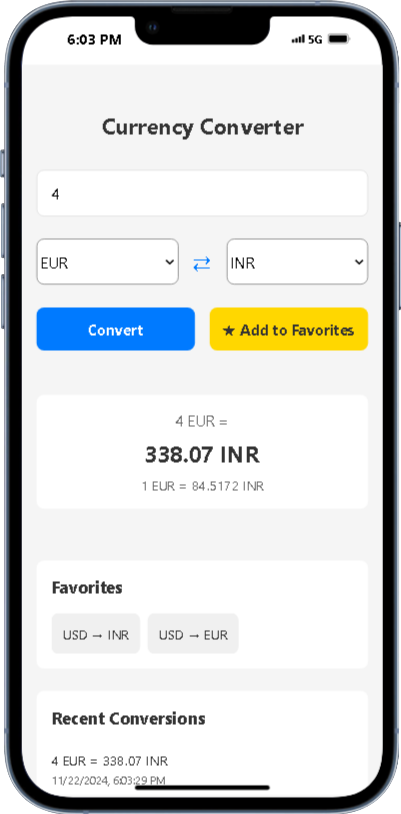 6:03 PM 5G
Currency Converter
4
EUR ⇄ INR
Convert ★ Add to Favorites
4 EUR =
338.07 INR
1 EUR = 84.5172 INR
Favorites
USD → INR USD → EUR
Recent Conversions
4 EUR = 338.07 INR
11/22/2024, 6:03:29 PM